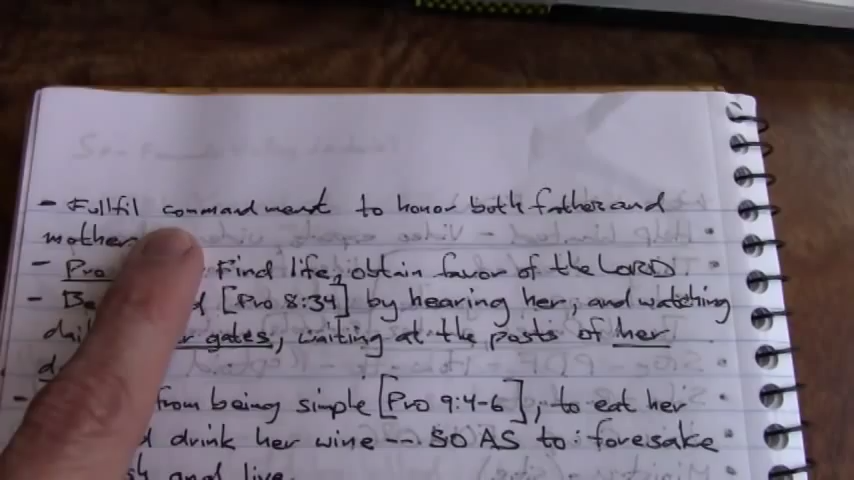 - Fullfil commandment to honor both father and
mother
- Pro Find life, obtain favor of the LORD.
- [Pro 8:34] by hearing her, and watching
gates, waiting at the posts of her
from being simple [Pro 9:4-6], to eat her
drink her wine -- SO AS to: foresake
and live.